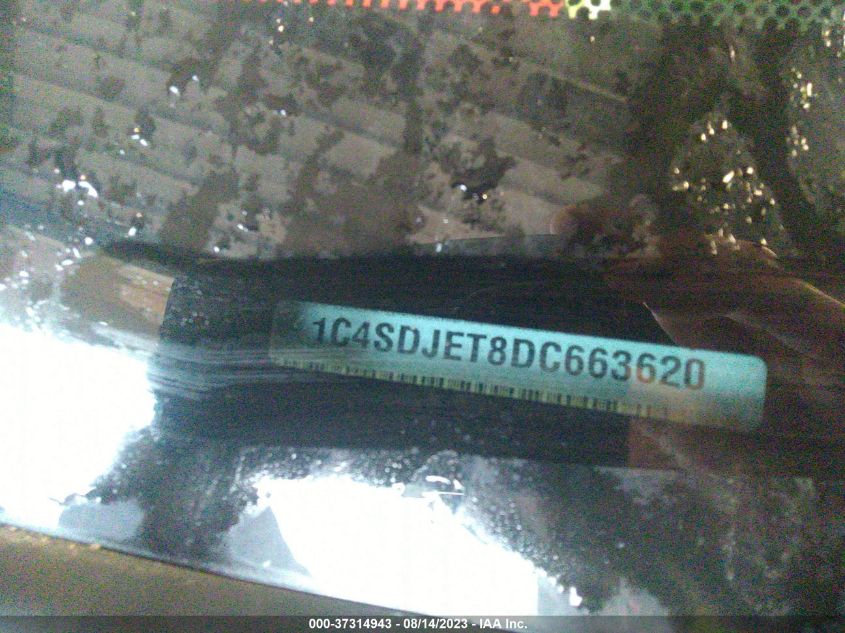 1C4SDJET8DC663620
000-37314943 - 08/14/2023 - IAA Inc.